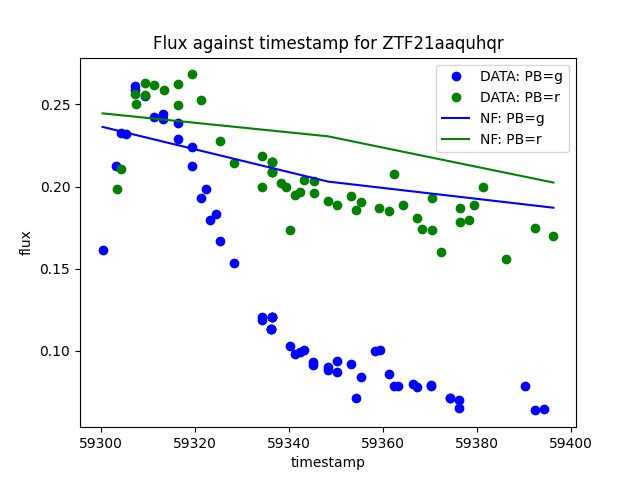 Flux against timestamp for ZTF21aaquhqr
DATA: PB=g
DATA: PB=r
NF: PB=g
NF: PB=r
0.25
0.20
0.15
0.10
flux
59300
59320
59340
59360
59380
59400
timestamp